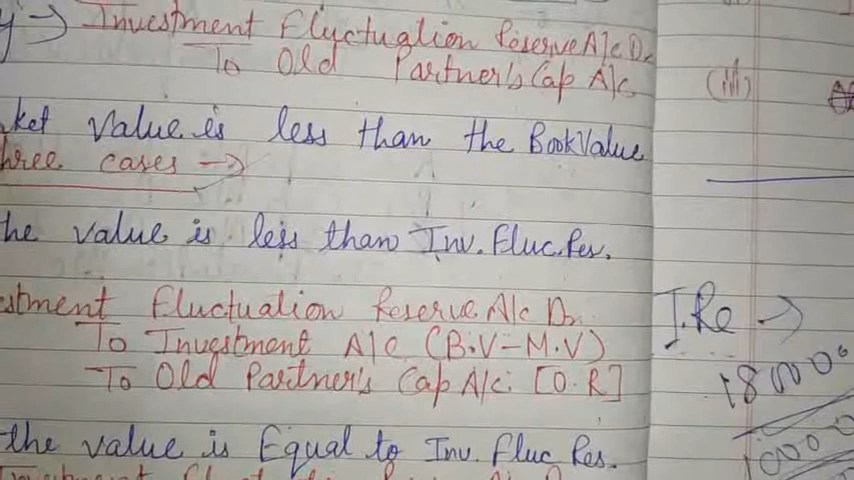 y → Investment Fluctuation Reserve A/c Dr.
To Old Partner's Cap A/c
(iii)
ket Value is less than the Book Value
hree cases →
he value is less than Inv. Fluc. Res.
stment Fluctuation Reserve A/c Dr.
To Investment A/c (B.V - M.V)
To Old Partner's Cap A/c. [O.R]
I.Re →
18000
10000
the value is Equal to Inv. Fluc Res.